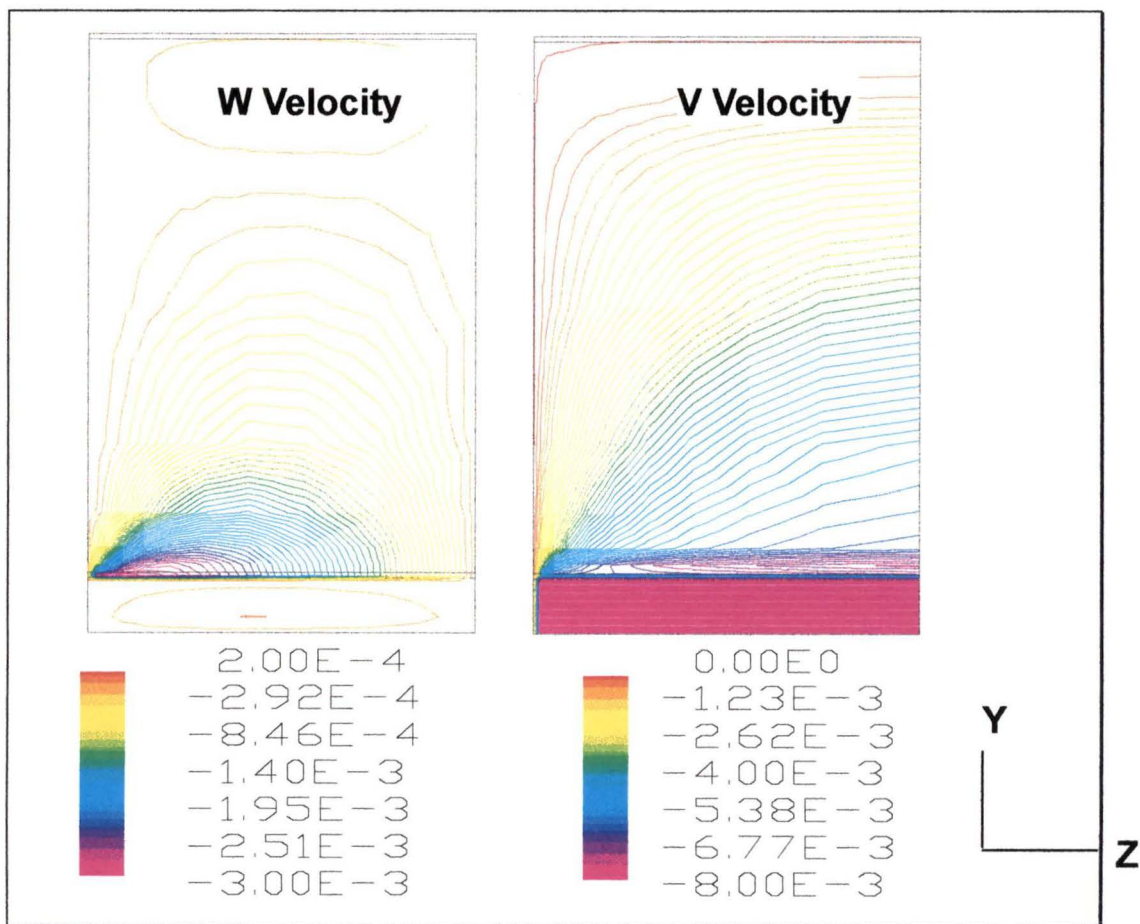 W Velocity
V Velocity
2.00E-4
-2.92E-4
-8.46E-4
-1.40E-3
-1.95E-3
-2.51E-3
-3.00E-3
0.00E0
-1.23E-3
-2.62E-3
-4.00E-3
-5.38E-3
-6.77E-3
-8.00E-3
Y
Z